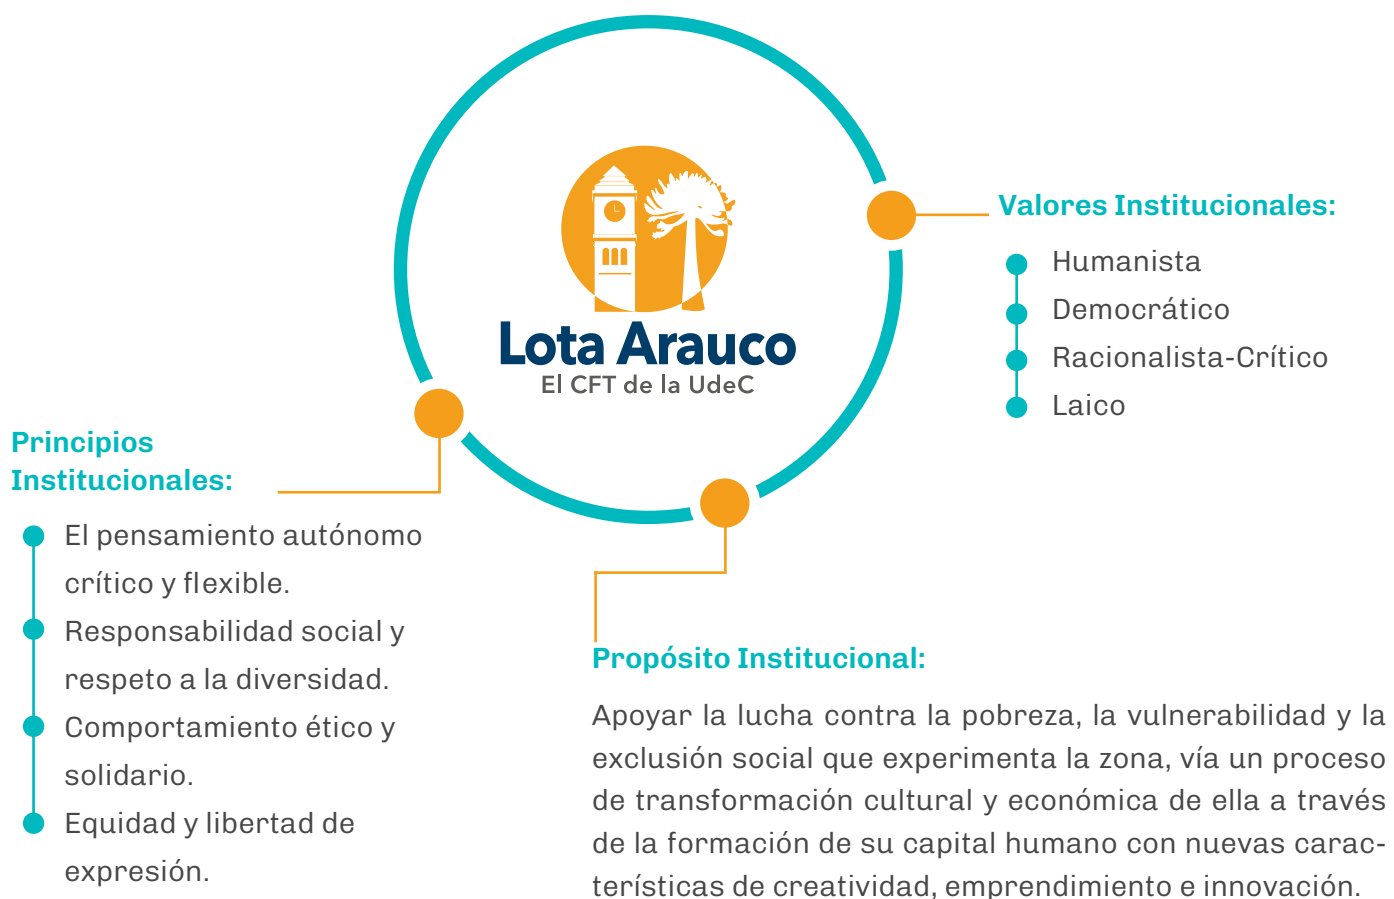 Lota Arauco
El CFT de la UdeC
Valores Institucionales:
Humanista
Democrático
Racionalista-Crítico
Laico
Principios
Institucionales:
El pensamiento autónomo
crítico y flexible.
Responsabilidad social y
respeto a la diversidad.
Comportamiento ético y
solidario.
Equidad y libertad de
expresión.
Propósito Institucional:
Apoyar la lucha contra la pobreza, la vulnerabilidad y la
exclusión social que experimenta la zona, vía un proceso
de transformación cultural y económica de ella a través
de la formación de su capital humano con nuevas carac-
terísticas de creatividad, emprendimiento e innovación.